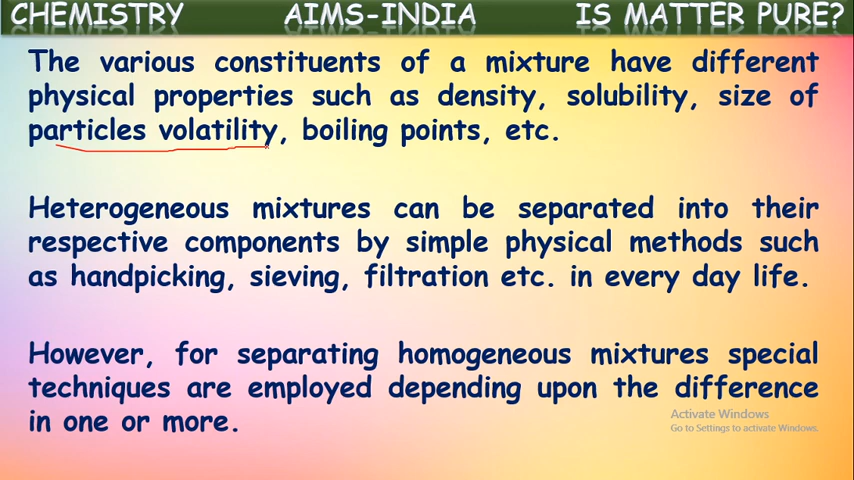 CHEMISTRY AIMS-INDIA IS MATTER PURE?
The various constituents of a mixture have different
physical properties such as density, solubility, size of
particles volatility, boiling points, etc.
Heterogeneous mixtures can be separated into their
respective components by simple physical methods such
as handpicking, sieving, filtration etc. in every day life.
However, for separating homogeneous mixtures special
techniques are employed depending upon the difference
in one or more.
Activate Windows
Go to Settings to activate Windows.